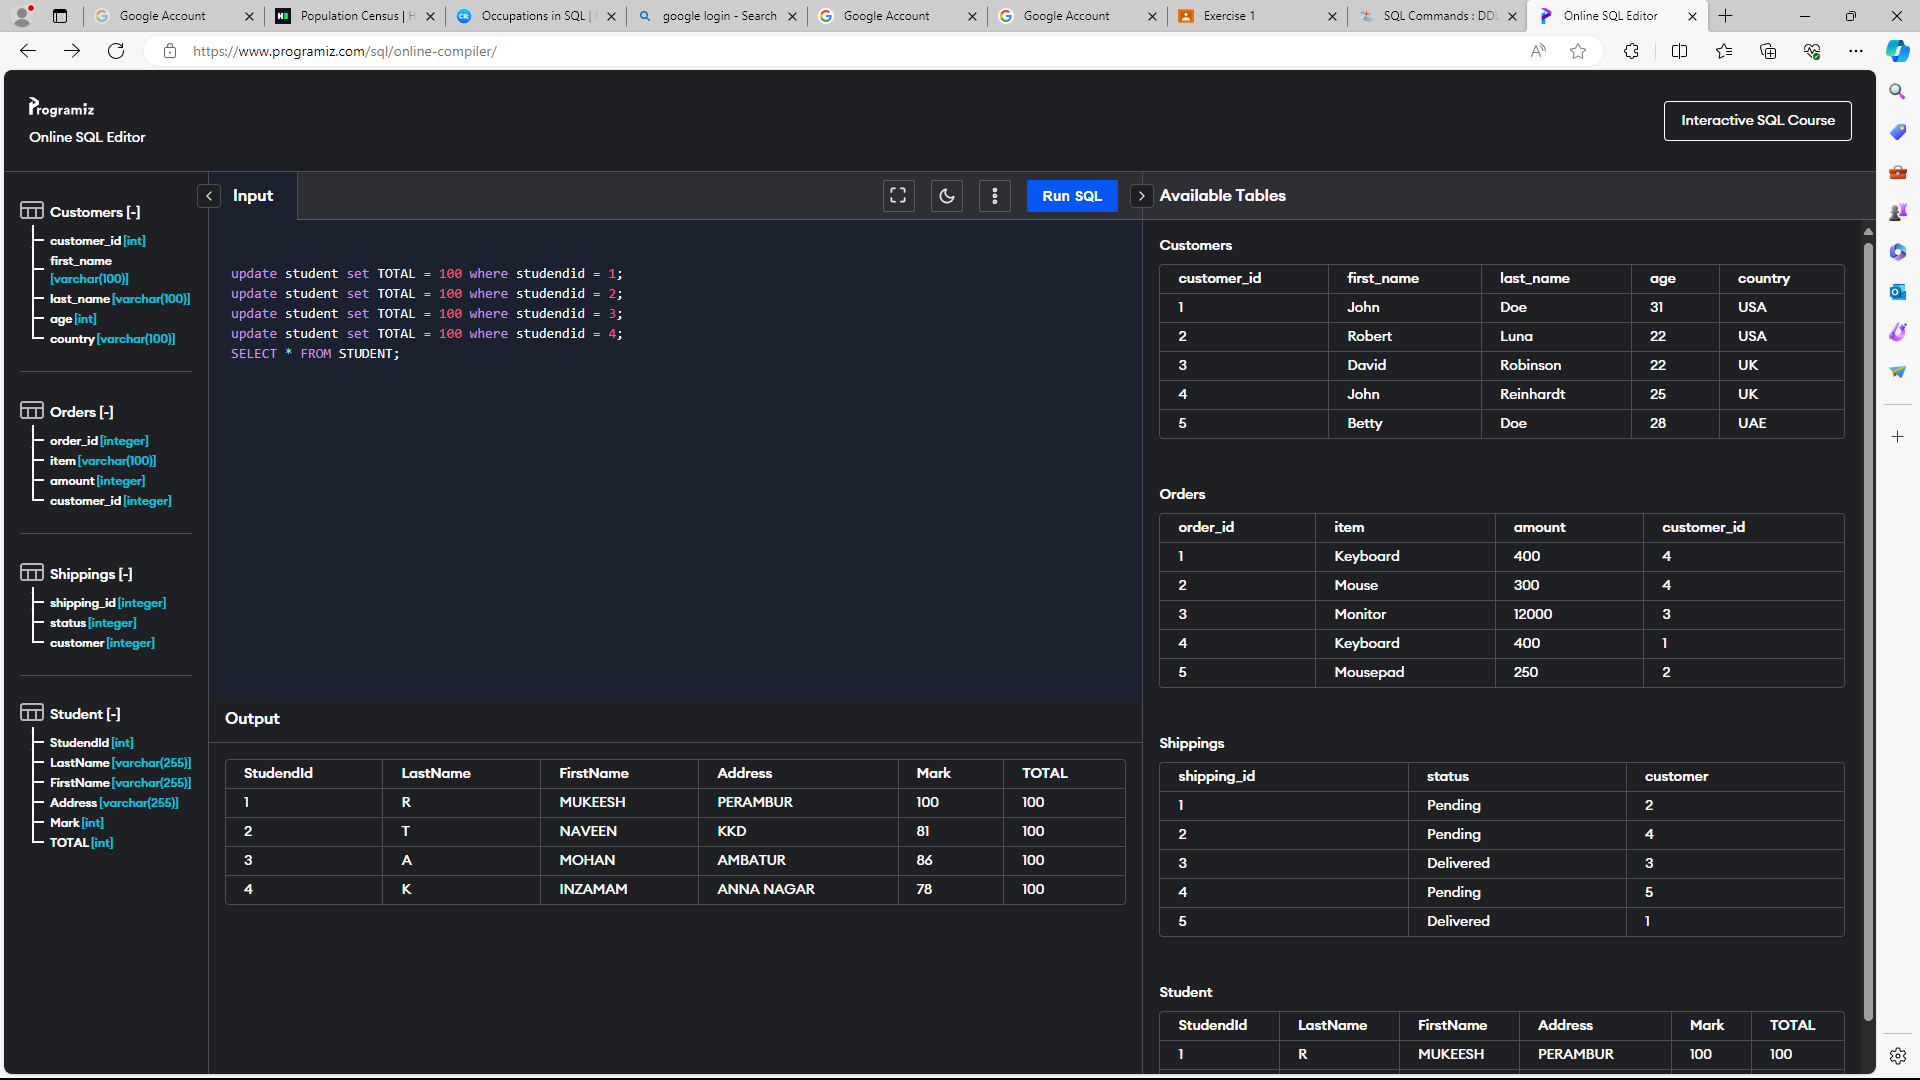 Google Account
Population Census | H
Occupations in SQL |
google login - Search
Google Account
Google Account
Exercise 1
SQL Commands : DDL
Online SQL Editor
https://www.programiz.com/sql/online-compiler/
Programiz
Online SQL Editor
Interactive SQL Course
Customers [-]
customer_id [int]
first_name
[varchar(100)]
last_name [varchar(100)]
age [int]
country [varchar(100)]
Orders [-]
order_id [integer]
item [varchar(100)]
amount [integer]
customer_id [integer]
Shippings [-]
shipping_id [integer]
status [integer]
customer [integer]
Student [-]
StudendId [int]
LastName [varchar(255)]
FirstName [varchar(255)]
Address [varchar(255)]
Mark [int]
TOTAL [int]
Input
Run SQL
update student set TOTAL = 100 where studendid = 1;
update student set TOTAL = 100 where studendid = 2;
update student set TOTAL = 100 where studendid = 3;
update student set TOTAL = 100 where studendid = 4;
SELECT * FROM STUDENT;
Output
StudendId LastName FirstName Address Mark TOTAL
1 R MUKEESH PERAMBUR 100 100
2 T NAVEEN KKD 81 100
3 A MOHAN AMBATUR 86 100
4 K INZAMAM ANNA NAGAR 78 100
Available Tables
Customers
customer_id first_name last_name age country
1 John Doe 31 USA
2 Robert Luna 22 USA
3 David Robinson 22 UK
4 John Reinhardt 25 UK
5 Betty Doe 28 UAE
Orders
order_id item amount customer_id
1 Keyboard 400 4
2 Mouse 300 4
3 Monitor 12000 3
4 Keyboard 400 1
5 Mousepad 250 2
Shippings
shipping_id status customer
1 Pending 2
2 Pending 4
3 Delivered 3
4 Pending 5
5 Delivered 1
Student
StudendId LastName FirstName Address Mark TOTAL
1 R MUKEESH PERAMBUR 100 100